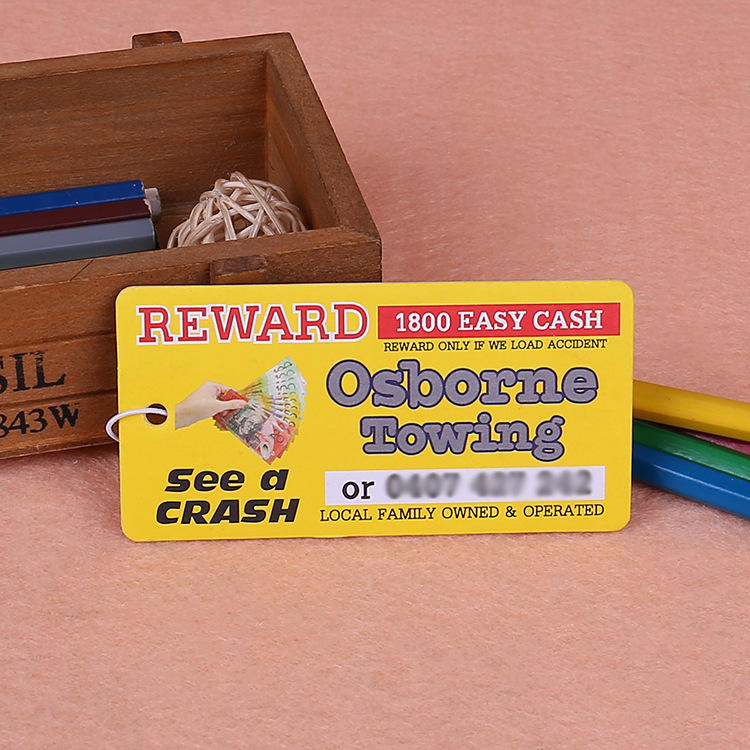 SIL
843W
REWARD
1800 EASY CASH
REWARD ONLY IF WE LOAD ACCIDENT
Osborne
Towing
See a
CRASH
or
LOCAL FAMILY OWNED & OPERATED